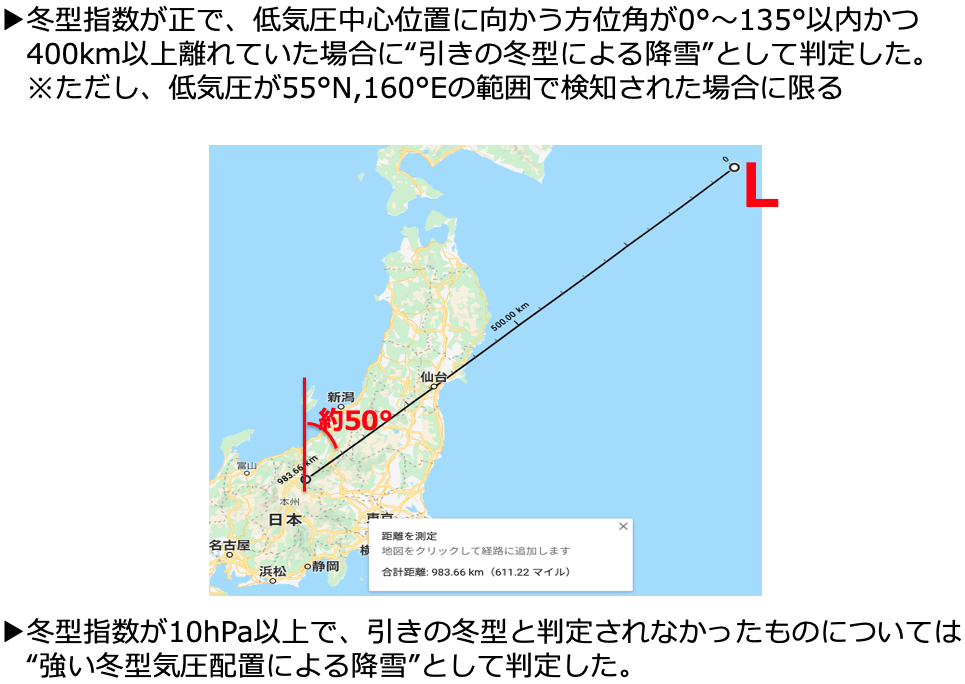 ▶冬型指数が正で、低気圧中心位置に向かう方位角が0°～135°以内かつ
400km以上離れていた場合に“引きの冬型による降雪”として判定した。
※ただし、低気圧が55°N,160°Eの範囲で検知された場合に限る
0
L
500.00 km
仙台
新潟
約50°
富山
983.66 km
本州
日本
東京
名古屋
横
浜松
静岡
距離を測定
×
地図をクリックして経路に追加します
合計距離: 983.66 km（611.22 マイル）
▶冬型指数が10hPa以上で、引きの冬型と判定されなかったものについては
“強い冬型気圧配置による降雪”として判定した。